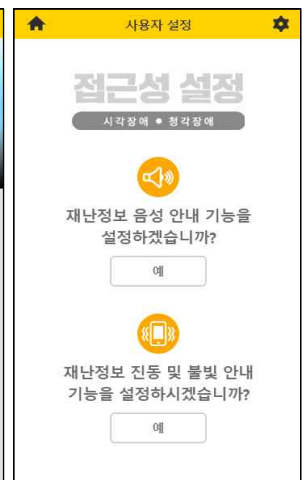 사용자 설정
접근성 설정
시각장애 ● 청각장애
재난정보 음성 안내 기능을
설정하겠습니까?
예
재난정보 진동 및 불빛 안내
기능을 설정하시겠습니까?
예